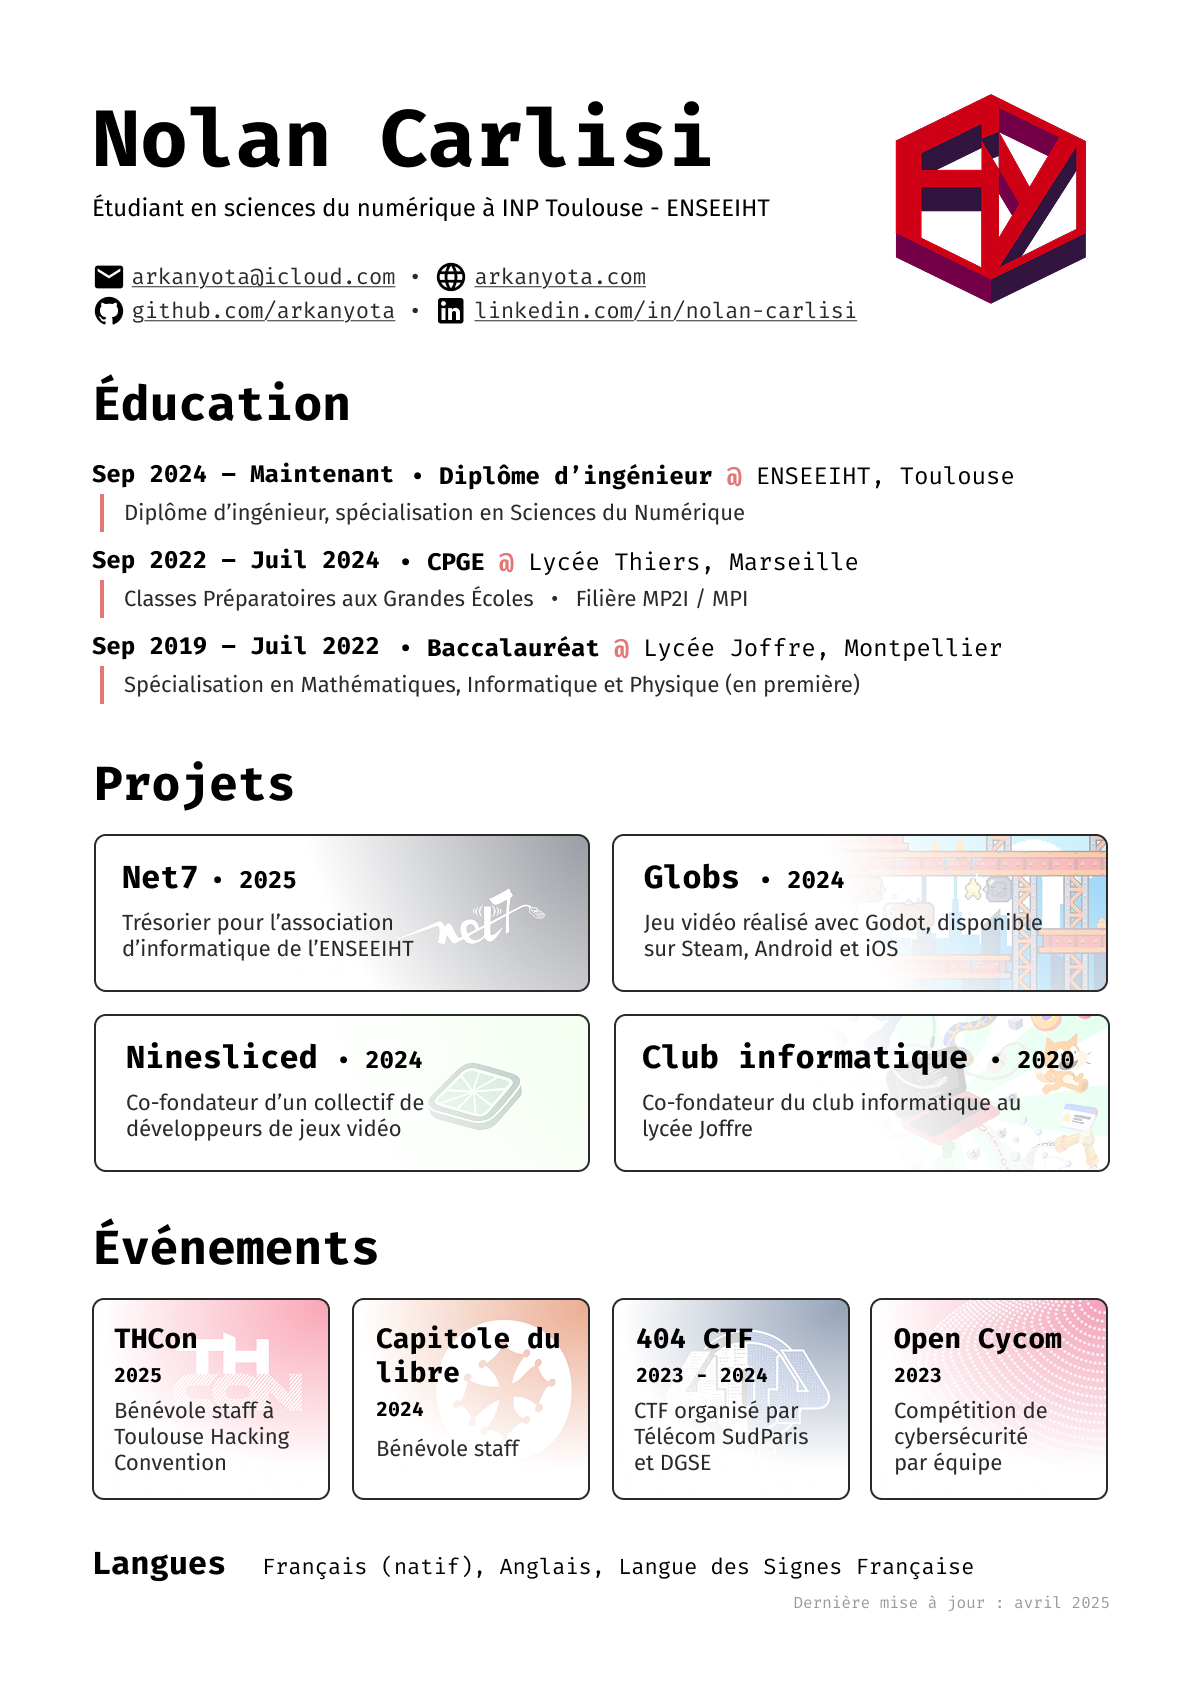 Nolan Carlisi
Étudiant en sciences du numérique à INP Toulouse - ENSEEIHT
arkanyota@icloud.com • arkanyota.com
github.com/arkanyota • linkedin.com/in/nolan-carlisi
Éducation
Sep 2024 – Maintenant • Diplôme d’ingénieur @ ENSEEIHT, Toulouse
Diplôme d’ingénieur, spécialisation en Sciences du Numérique
Sep 2022 – Juil 2024 • CPGE @ Lycée Thiers, Marseille
Classes Préparatoires aux Grandes Écoles • Filière MP2I / MPI
Sep 2019 – Juil 2022 • Baccalauréat @ Lycée Joffre, Montpellier
Spécialisation en Mathématiques, Informatique et Physique (en première)
Projets
Net7 • 2025
Trésorier pour l’association
d’informatique de l’ENSEEIHT
net7
Globs • 2024
Jeu vidéo réalisé avec Godot, disponible
sur Steam, Android et iOS
Ninesliced • 2024
Co-fondateur d’un collectif de
développeurs de jeux vidéo
Club informatique • 2020
Co-fondateur du club informatique au
lycée Joffre
Événements
THCon
2025
Bénévole staff à
Toulouse Hacking
Convention
TH
CON
Capitole du
libre
2024
Bénévole staff
404 CTF
2023 - 2024
CTF organisé par
Télécom SudParis
et DGSE
404
Open Cycom
2023
Compétition de
cybersécurité
par équipe
Langues Français (natif), Anglais, Langue des Signes Française
Dernière mise à jour : avril 2025